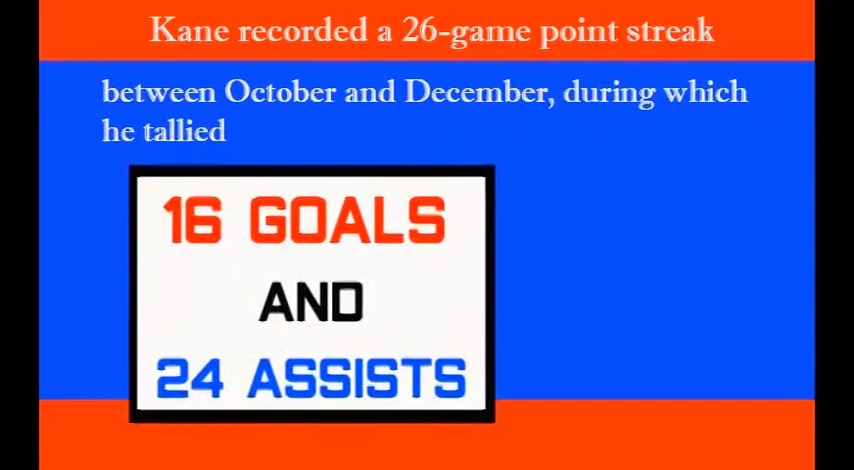 Kane recorded a 26-game point streak
between October and December, during which
he tallied
16 GOALS
AND
24 ASSISTS